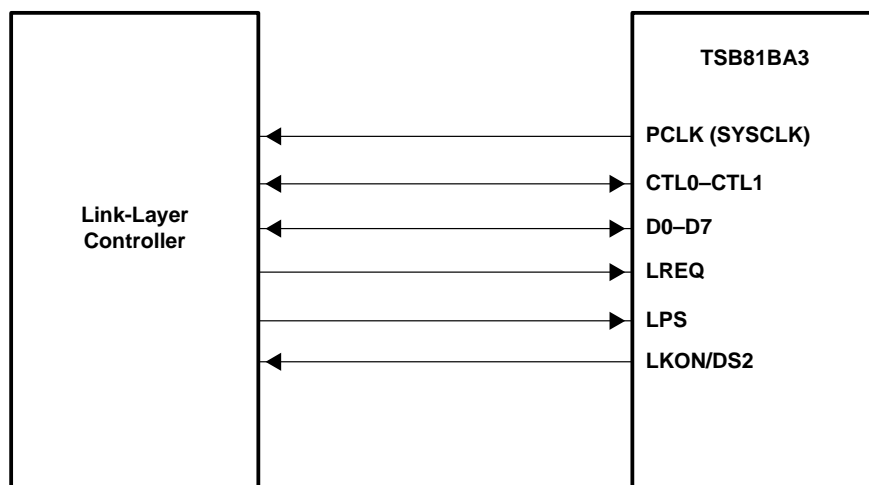 TSB81BA3
PCLK (SYSCLK)
CTL0–CTL1
Link-Layer
Controller
D0–D7
LREQ
LPS
LKON/DS2